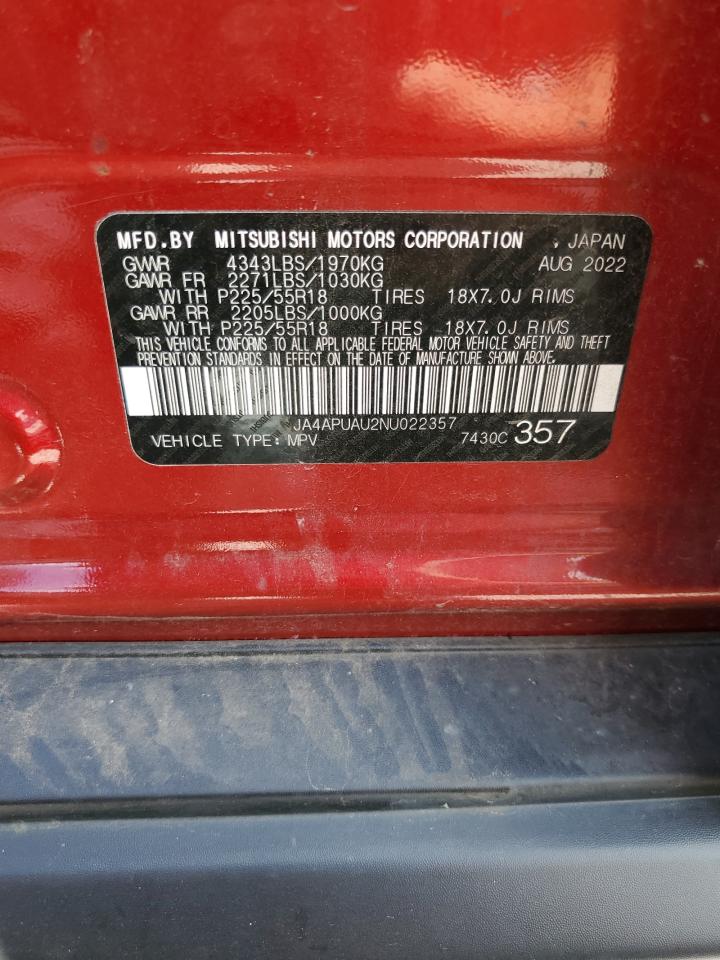 MFD.BY MITSUBISHI MOTORS CORPORATION , JAPAN
GVWR 4343LBS/1970KG AUG 2022
GAWR FR 2271LBS/1030KG
WITH P225/55R18 TIRES 18X7.0J RIMS
GAWR RR 2205LBS/1000KG
WITH P225/55R18 TIRES 18X7.0J RIMS
THIS VEHICLE CONFORMS TO ALL APPLICABLE FEDERAL MOTOR VEHICLE SAFETY AND THEFT
PREVENTION STANDARDS IN EFFECT ON THE DATE OF MANUFACTURE SHOWN ABOVE.
JA4APUAU2NU022357
VEHICLE TYPE: MPV 7430C 357